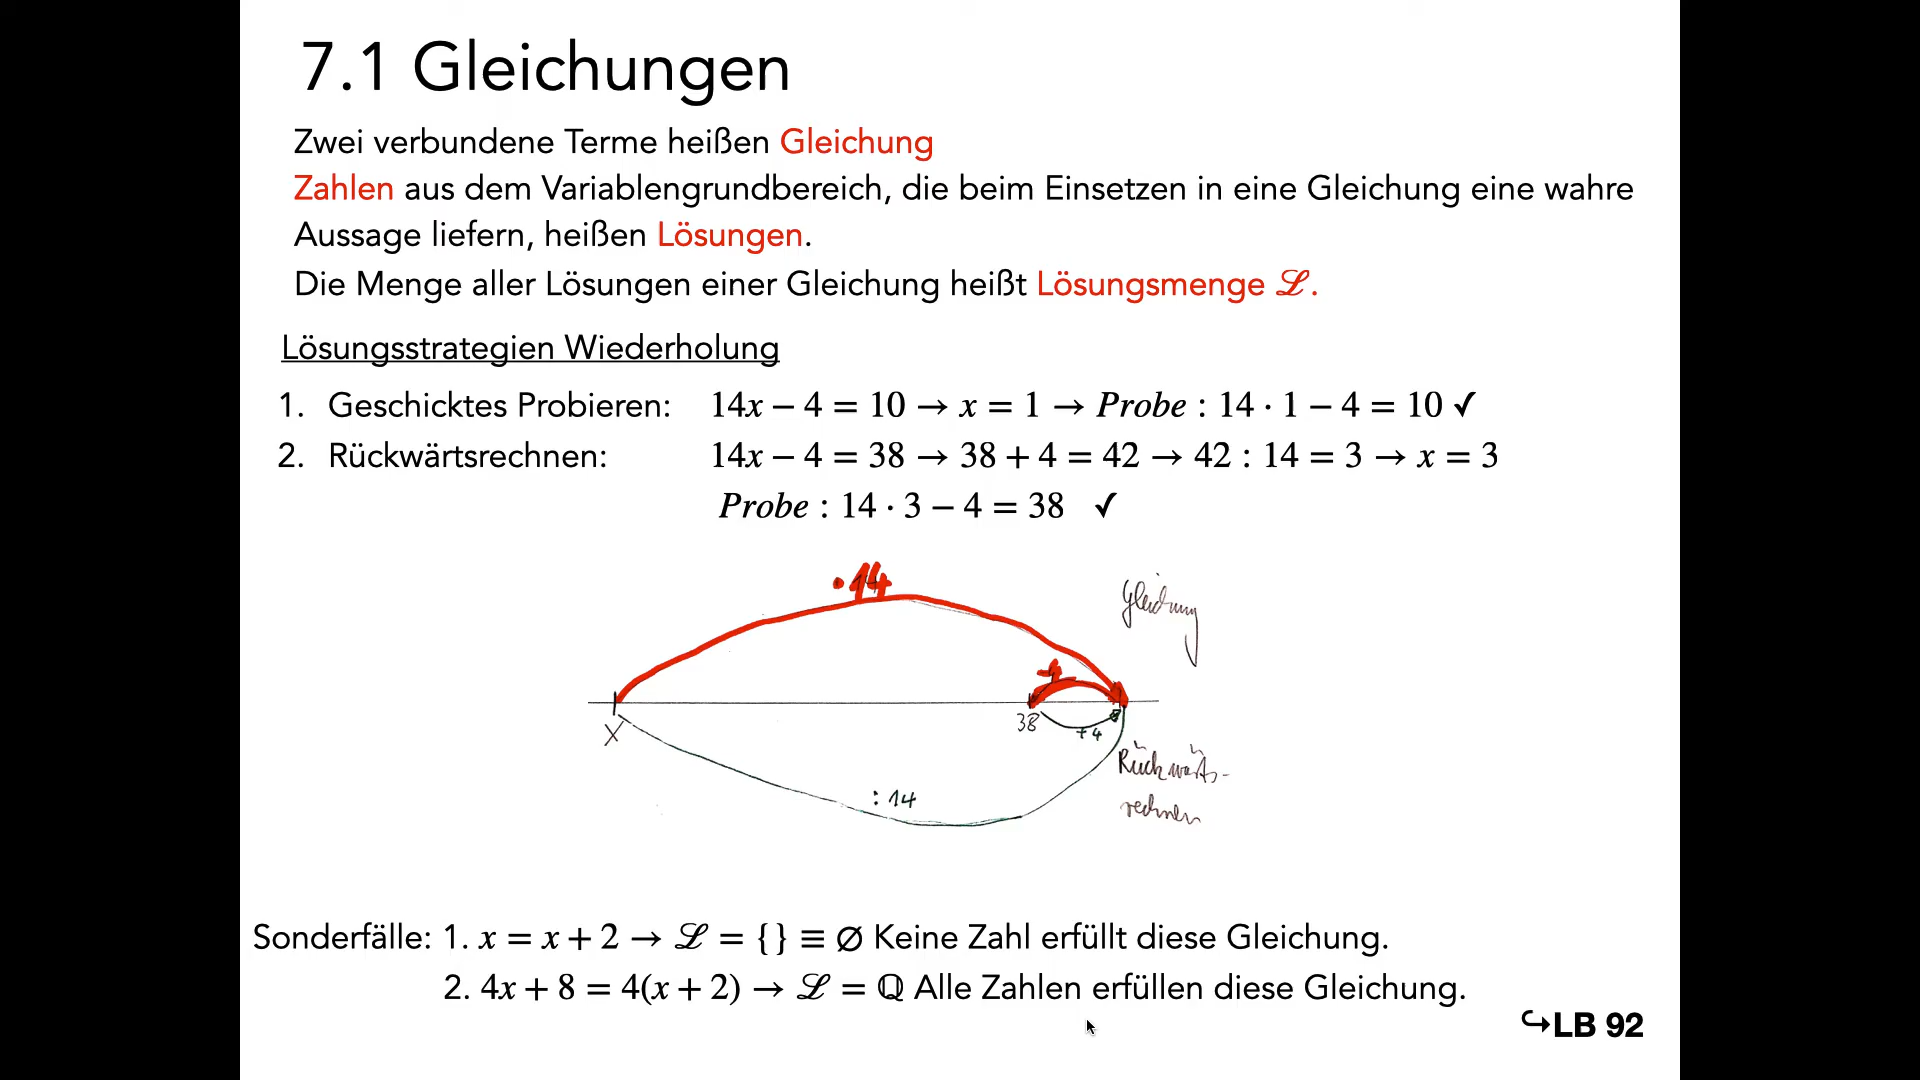 7.1 Gleichungen
Zwei verbundene Terme heißen Gleichung
Zahlen aus dem Variablengrundbereich, die beim Einsetzen in eine Gleichung eine wahre
Aussage liefern, heißen Lösungen.
Die Menge aller Lösungen einer Gleichung heißt Lösungsmenge ℒ.
Lösungsstrategien Wiederholung
1. Geschicktes Probieren: 14x − 4 = 10 → x = 1 → Probe : 14 · 1 − 4 = 10 ✓
2. Rückwärtsrechnen: 14x − 4 = 38 → 38 + 4 = 42 → 42 : 14 = 3 → x = 3
Probe : 14 · 3 − 4 = 38 ✓
· 14
Gleichung
X
38
+4
Rückwärts-
rechnen
: 14
Sonderfälle: 1. x = x + 2 → ℒ = {} ≡ ∅ Keine Zahl erfüllt diese Gleichung.
2. 4x + 8 = 4(x + 2) → ℒ = ℚ Alle Zahlen erfüllen diese Gleichung.
↪LB 92